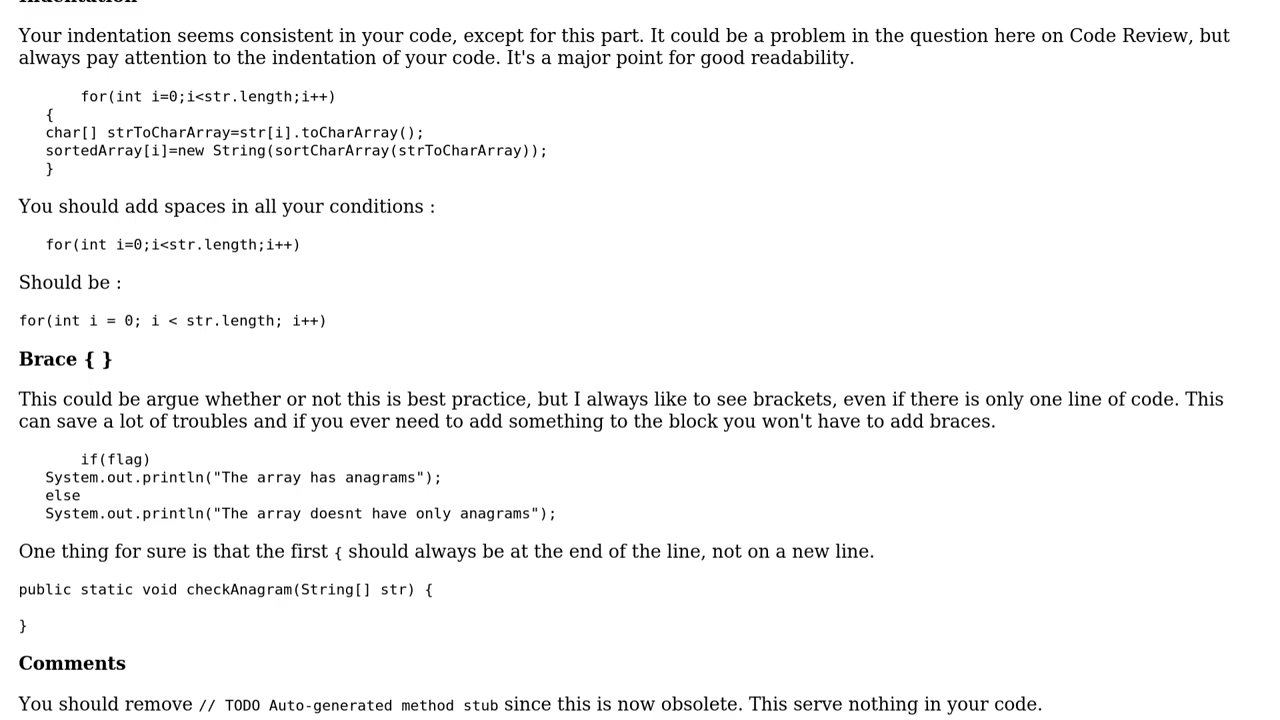 Indentation
Your indentation seems consistent in your code, except for this part. It could be a problem in the question here on Code Review, but
always pay attention to the indentation of your code. It's a major point for good readability.
for(int i=0;i<str.length;i++)
{
char[] strToCharArray=str[i].toCharArray();
sortedArray[i]=new String(sortCharArray(strToCharArray));
}
You should add spaces in all your conditions :
for(int i=0;i<str.length;i++)
Should be :
for(int i = 0; i < str.length; i++)
Brace { }
This could be argue whether or not this is best practice, but I always like to see brackets, even if there is only one line of code. This
can save a lot of troubles and if you ever need to add something to the block you won't have to add braces.
if(flag)
System.out.println("The array has anagrams");
else
System.out.println("The array doesnt have only anagrams");
One thing for sure is that the first { should always be at the end of the line, not on a new line.
public static void checkAnagram(String[] str) {
}
Comments
You should remove // TODO Auto-generated method stub since this is now obsolete. This serve nothing in your code.